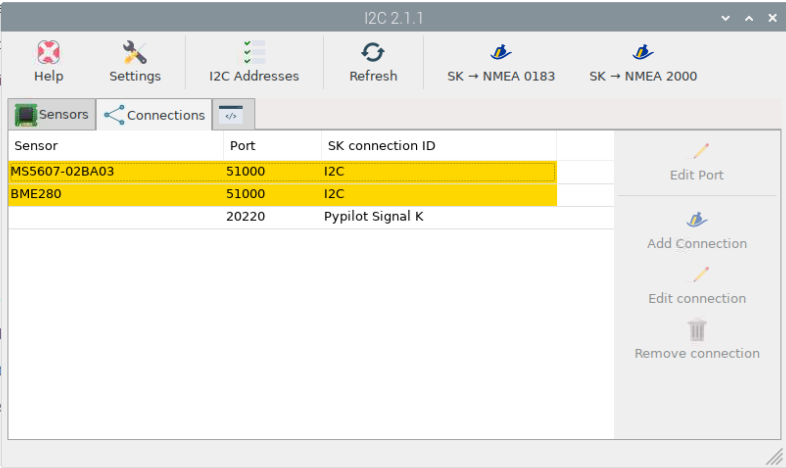 I2C 2.1.1
Help Settings I2C Addresses Refresh SK → NMEA 0183 SK → NMEA 2000
Sensors Connections </>
Sensor Port SK connection ID
MS5607-02BA03 51000 I2C
BME280 51000 I2C
20220 Pypilot Signal K
Edit Port
Add Connection
Edit connection
Remove connection